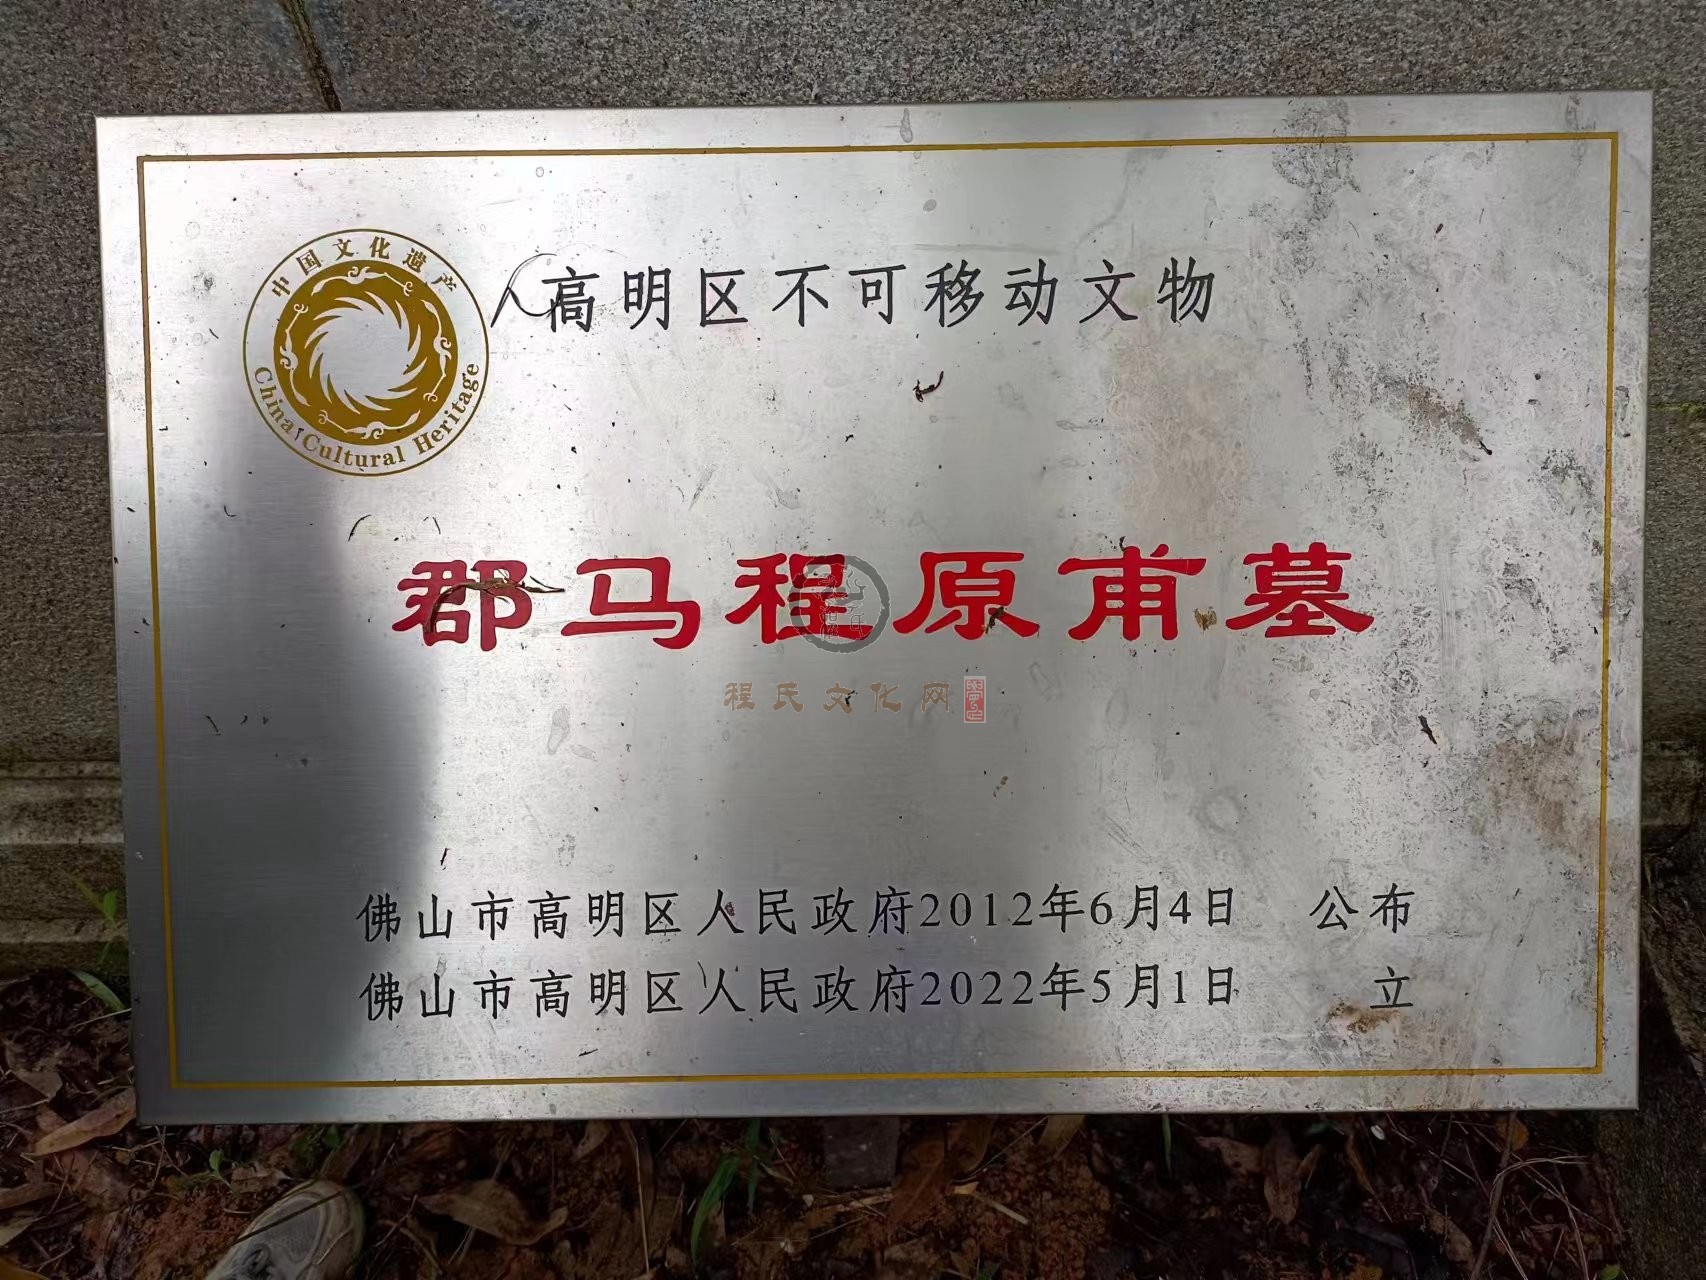 中国文化遗产
China Cultural Heritage
高明区不可移动文物
郡马程原甫墓
程氏文化网
佛山市高明区人民政府2012年6月4日 公布
佛山市高明区人民政府2022年5月1日 立